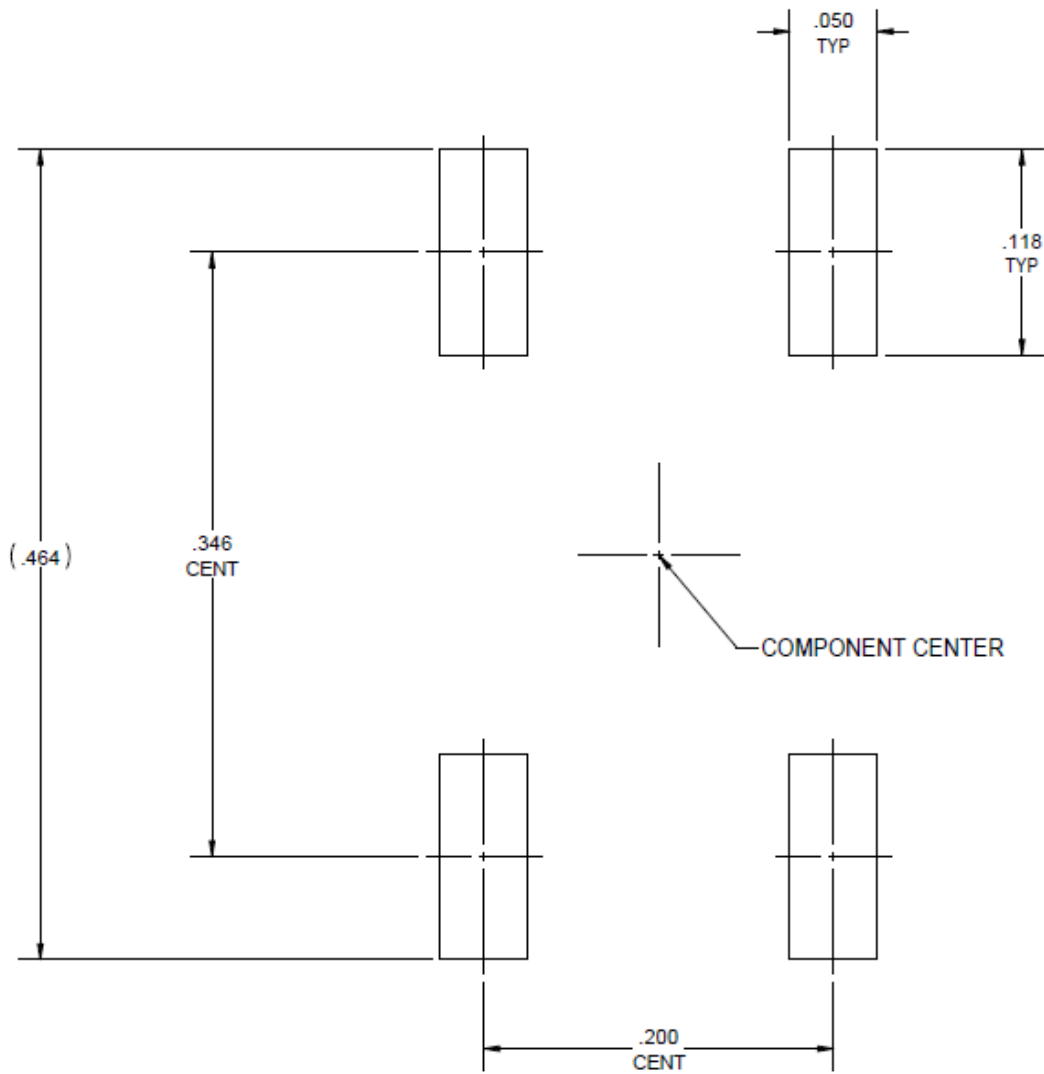 .050
TYP
.118
TYP
(.464)
.346
CENT
COMPONENT CENTER
.200
CENT